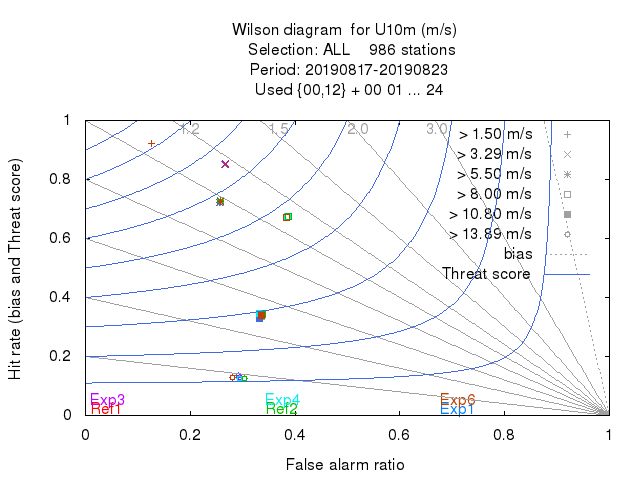 Wilson diagram for U10m (m/s)
Selection: ALL 986 stations
Period: 20190817-20190823
Used {00,12} + 00 01 ... 24
Hit rate (bias and Threat score)
1
0.8
0.6
0.4
0.2
0
1.2
1.5
2.0
3.0
> 1.50 m/s
> 3.29 m/s
> 5.50 m/s
> 8.00 m/s
> 10.80 m/s
> 13.89 m/s
bias
Threat score
Exp3 Exp4 Exp6
Ref1 Ref2 Exp1
0 0.2 0.4 0.6 0.8 1
False alarm ratio